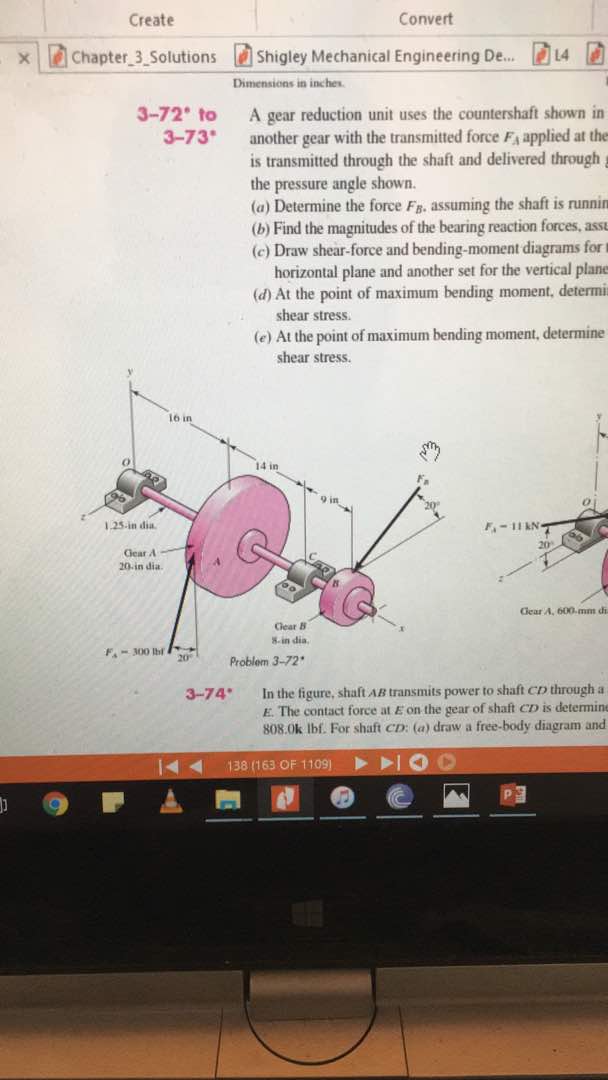 Create Convert
Chapter_3_Solutions Shigley Mechanical Engineering De... L4
Dimensions in inches.
3–72* to A gear reduction unit uses the countershaft shown in
3–73* another gear with the transmitted force FA applied at the
is transmitted through the shaft and delivered through
the pressure angle shown.
(a) Determine the force FB, assuming the shaft is runnin
(b) Find the magnitudes of the bearing reaction forces, assu
(c) Draw shear-force and bending-moment diagrams for
horizontal plane and another set for the vertical plane
(d) At the point of maximum bending moment, determi
shear stress.
(e) At the point of maximum bending moment, determine
shear stress.
y
16 in
14 in
9 in
O
z
1.25-in dia.
Gear A
20-in dia.
A
C
B
FB
20°
x
Gear B
8-in dia.
FA = 300 lbf
20°
Problem 3–72*
y
O
FA = 11 kN
20°
z
Gear A, 600-mm di
3–74* In the figure, shaft AB transmits power to shaft CD through a
E. The contact force at E on the gear of shaft CD is determine
808.0k lbf. For shaft CD: (a) draw a free-body diagram and
138 (163 OF 1109)